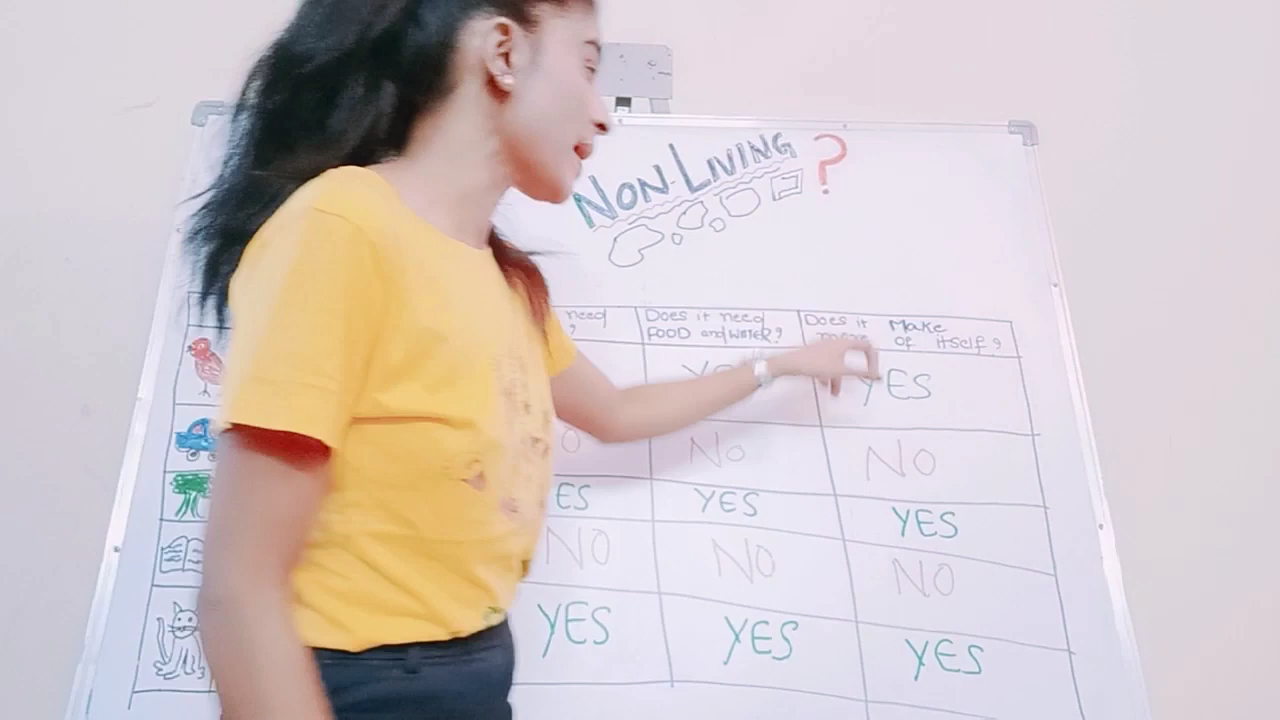 NON-LIVING ?
need Does it need Does it Make
? FOOD and WATER? more of itself?
YES
O NO NO
ES YES YES
NO NO NO
YES YES YES